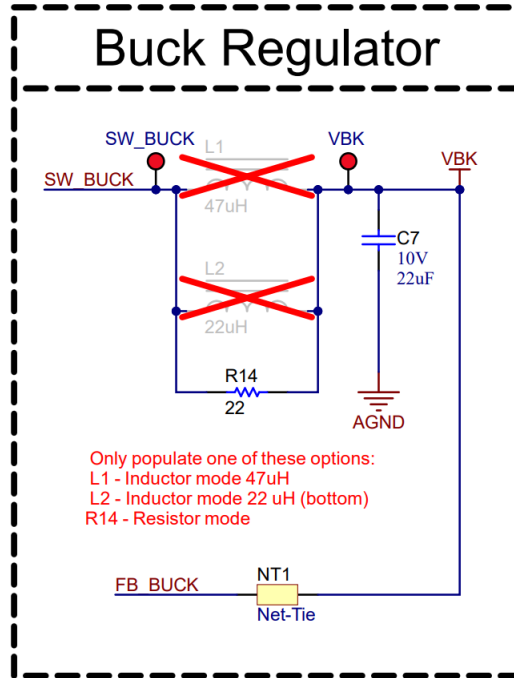 Buck Regulator
SW_BUCK
L1
VBK
VBK
SW_BUCK
47uH
C7
10V
22uF
L2
22uH
R14
22
AGND
Only populate one of these options:
L1 - Inductor mode 47uH
L2 - Inductor mode 22 uH (bottom)
R14 - Resistor mode
NT1
FB_BUCK
Net-Tie